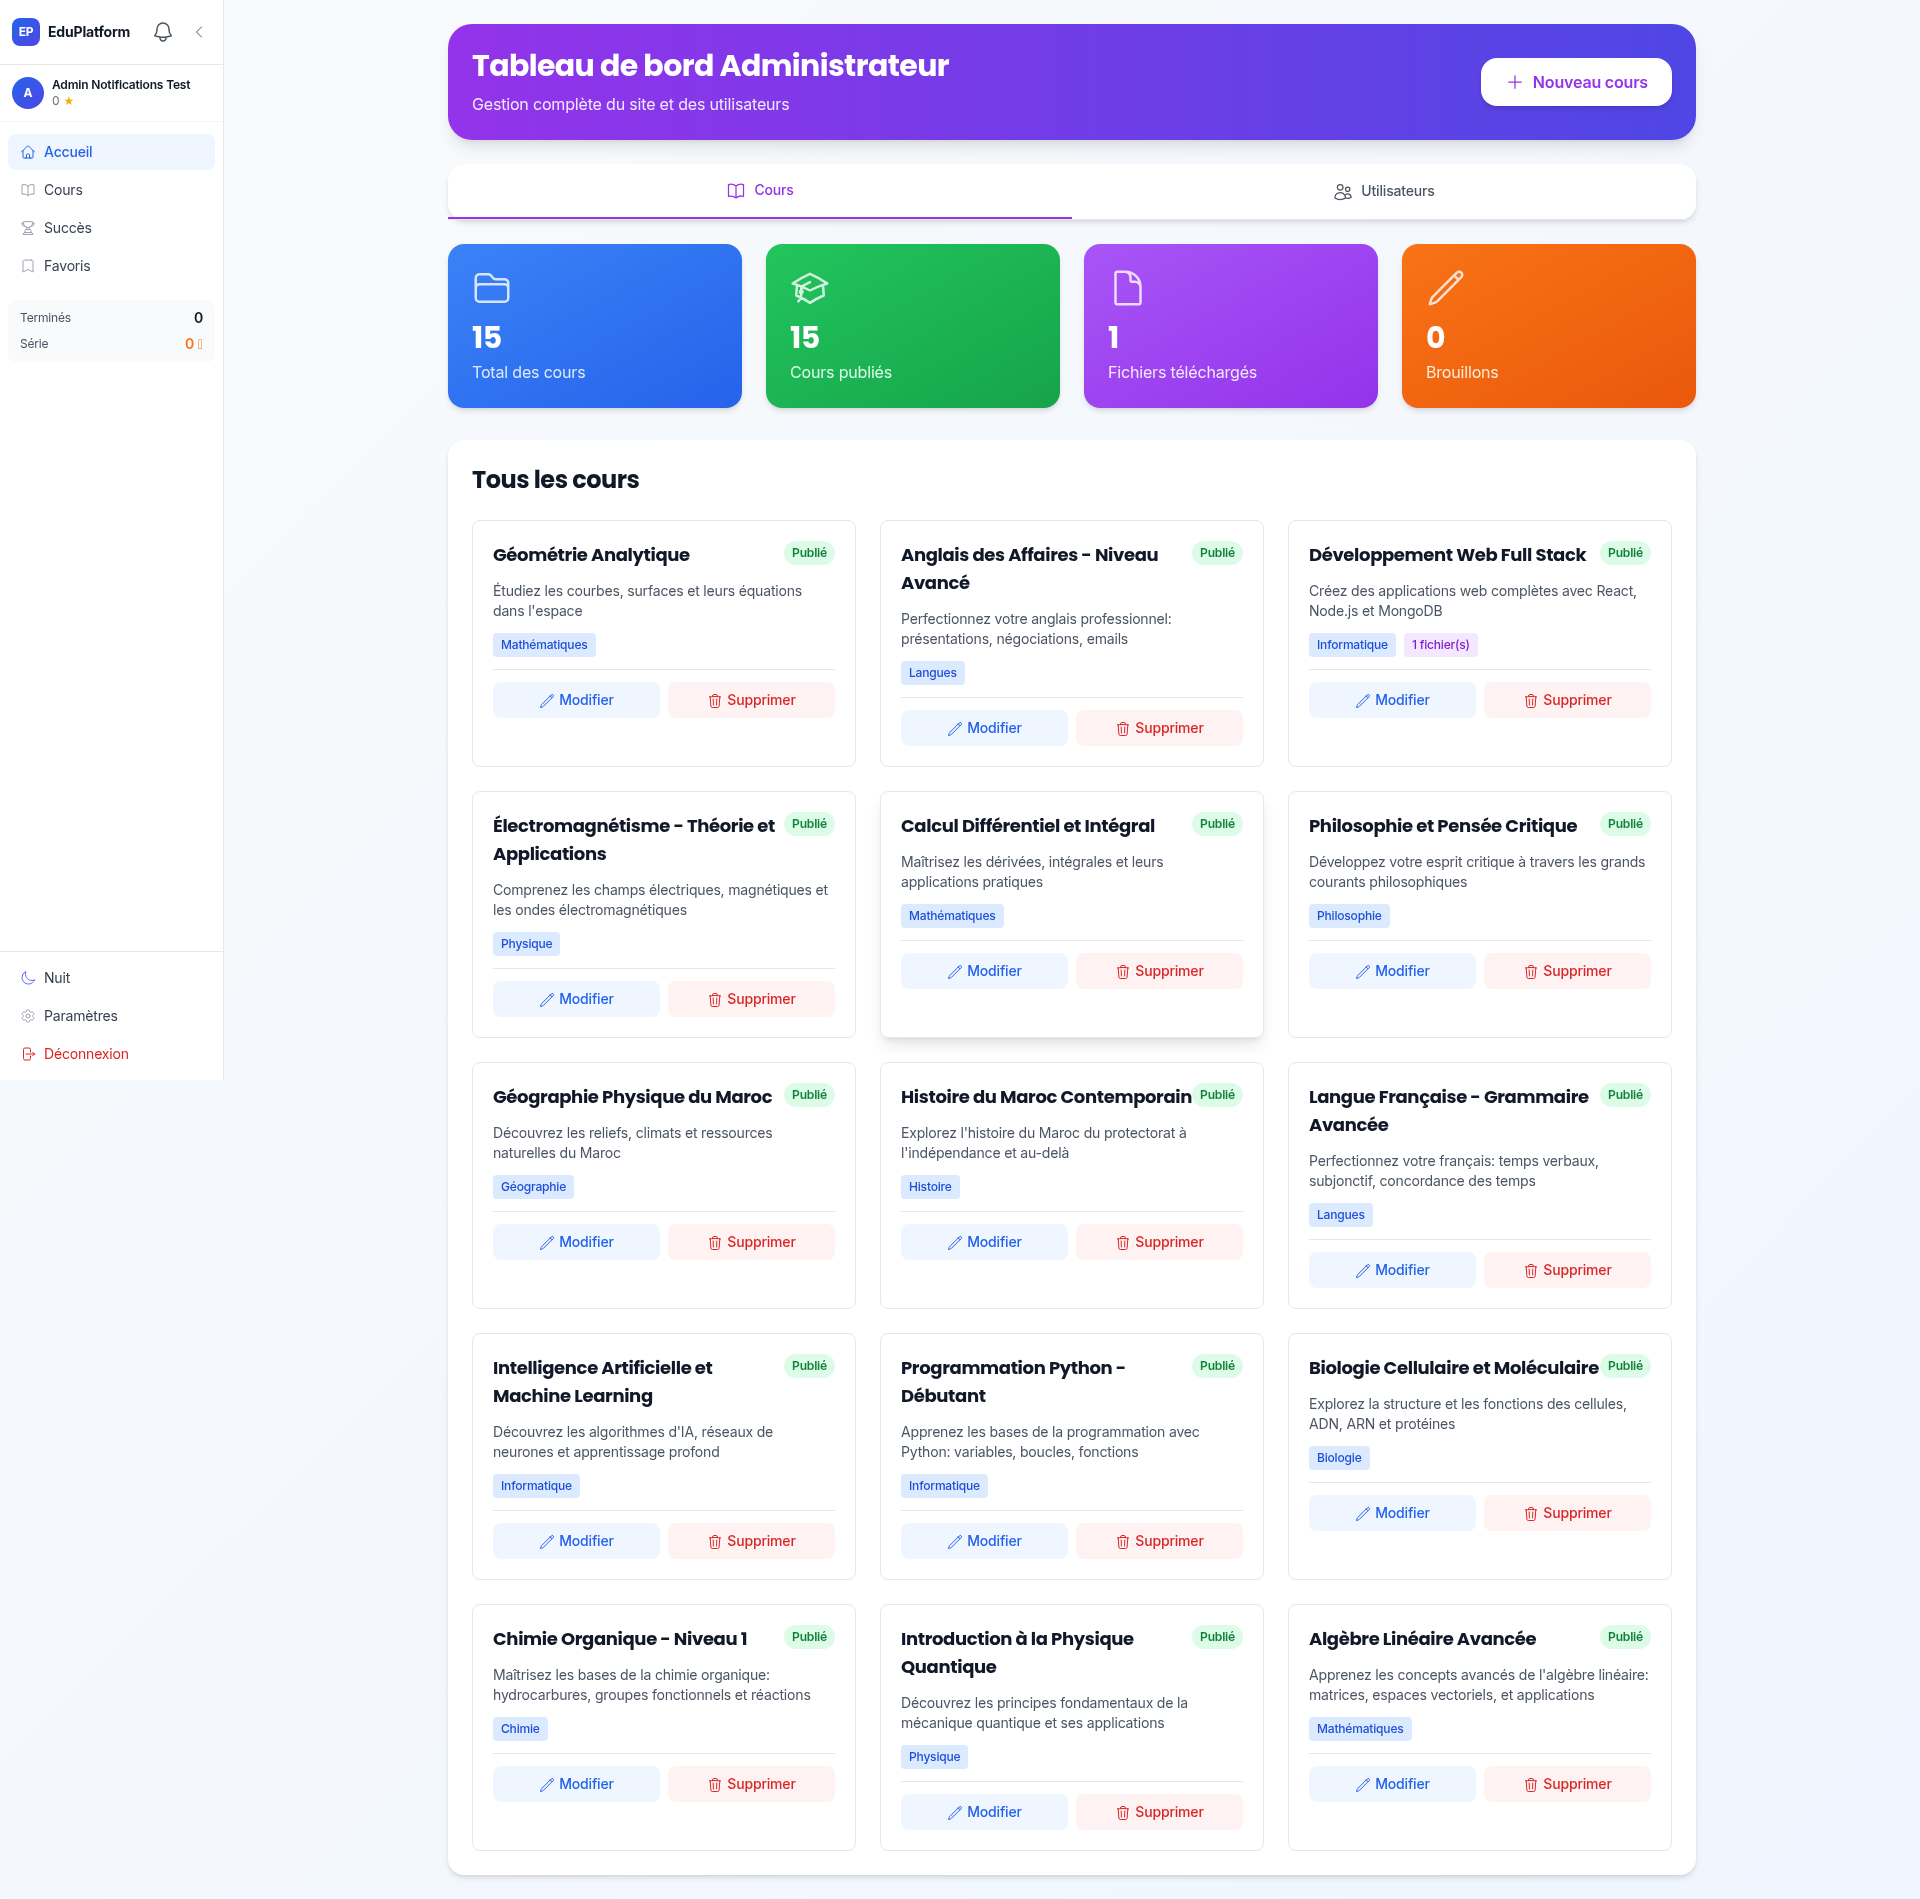 EP EduPlatform
A
Admin Notifications Test
0 ★
Accueil
Cours
Succès
Favoris
Terminés 0
Série 0
Nuit
Paramètres
Déconnexion
Tableau de bord Administrateur
Gestion complète du site et des utilisateurs
Nouveau cours
Cours
Utilisateurs
15
Total des cours
15
Cours publiés
1
Fichiers téléchargés
0
Brouillons
Tous les cours
Géométrie Analytique Publié
Étudiez les courbes, surfaces et leurs équations
dans l'espace
Mathématiques
Modifier Supprimer
Anglais des Affaires - Niveau Publié
Avancé
Perfectionnez votre anglais professionnel:
présentations, négociations, emails
Langues
Modifier Supprimer
Développement Web Full Stack Publié
Créez des applications web complètes avec React,
Node.js et MongoDB
Informatique 1 fichier(s)
Modifier Supprimer
Électromagnétisme - Théorie et Publié
Applications
Comprenez les champs électriques, magnétiques et
les ondes électromagnétiques
Physique
Modifier Supprimer
Calcul Différentiel et Intégral Publié
Maîtrisez les dérivées, intégrales et leurs
applications pratiques
Mathématiques
Modifier Supprimer
Philosophie et Pensée Critique Publié
Développez votre esprit critique à travers les grands
courants philosophiques
Philosophie
Modifier Supprimer
Géographie Physique du Maroc Publié
Découvrez les reliefs, climats et ressources
naturelles du Maroc
Géographie
Modifier Supprimer
Histoire du Maroc Contemporain Publié
Explorez l'histoire du Maroc du protectorat à
l'indépendance et au-delà
Histoire
Modifier Supprimer
Langue Française - Grammaire Publié
Avancée
Perfectionnez votre français: temps verbaux,
subjonctif, concordance des temps
Langues
Modifier Supprimer
Intelligence Artificielle et Publié
Machine Learning
Découvrez les algorithmes d'IA, réseaux de
neurones et apprentissage profond
Informatique
Modifier Supprimer
Programmation Python - Publié
Débutant
Apprenez les bases de la programmation avec
Python: variables, boucles, fonctions
Informatique
Modifier Supprimer
Biologie Cellulaire et Moléculaire Publié
Explorez la structure et les fonctions des cellules,
ADN, ARN et protéines
Biologie
Modifier Supprimer
Chimie Organique - Niveau 1 Publié
Maîtrisez les bases de la chimie organique:
hydrocarbures, groupes fonctionnels et réactions
Chimie
Modifier Supprimer
Introduction à la Physique Publié
Quantique
Découvrez les principes fondamentaux de la
mécanique quantique et ses applications
Physique
Modifier Supprimer
Algèbre Linéaire Avancée Publié
Apprenez les concepts avancés de l'algèbre linéaire:
matrices, espaces vectoriels, et applications
Mathématiques
Modifier Supprimer